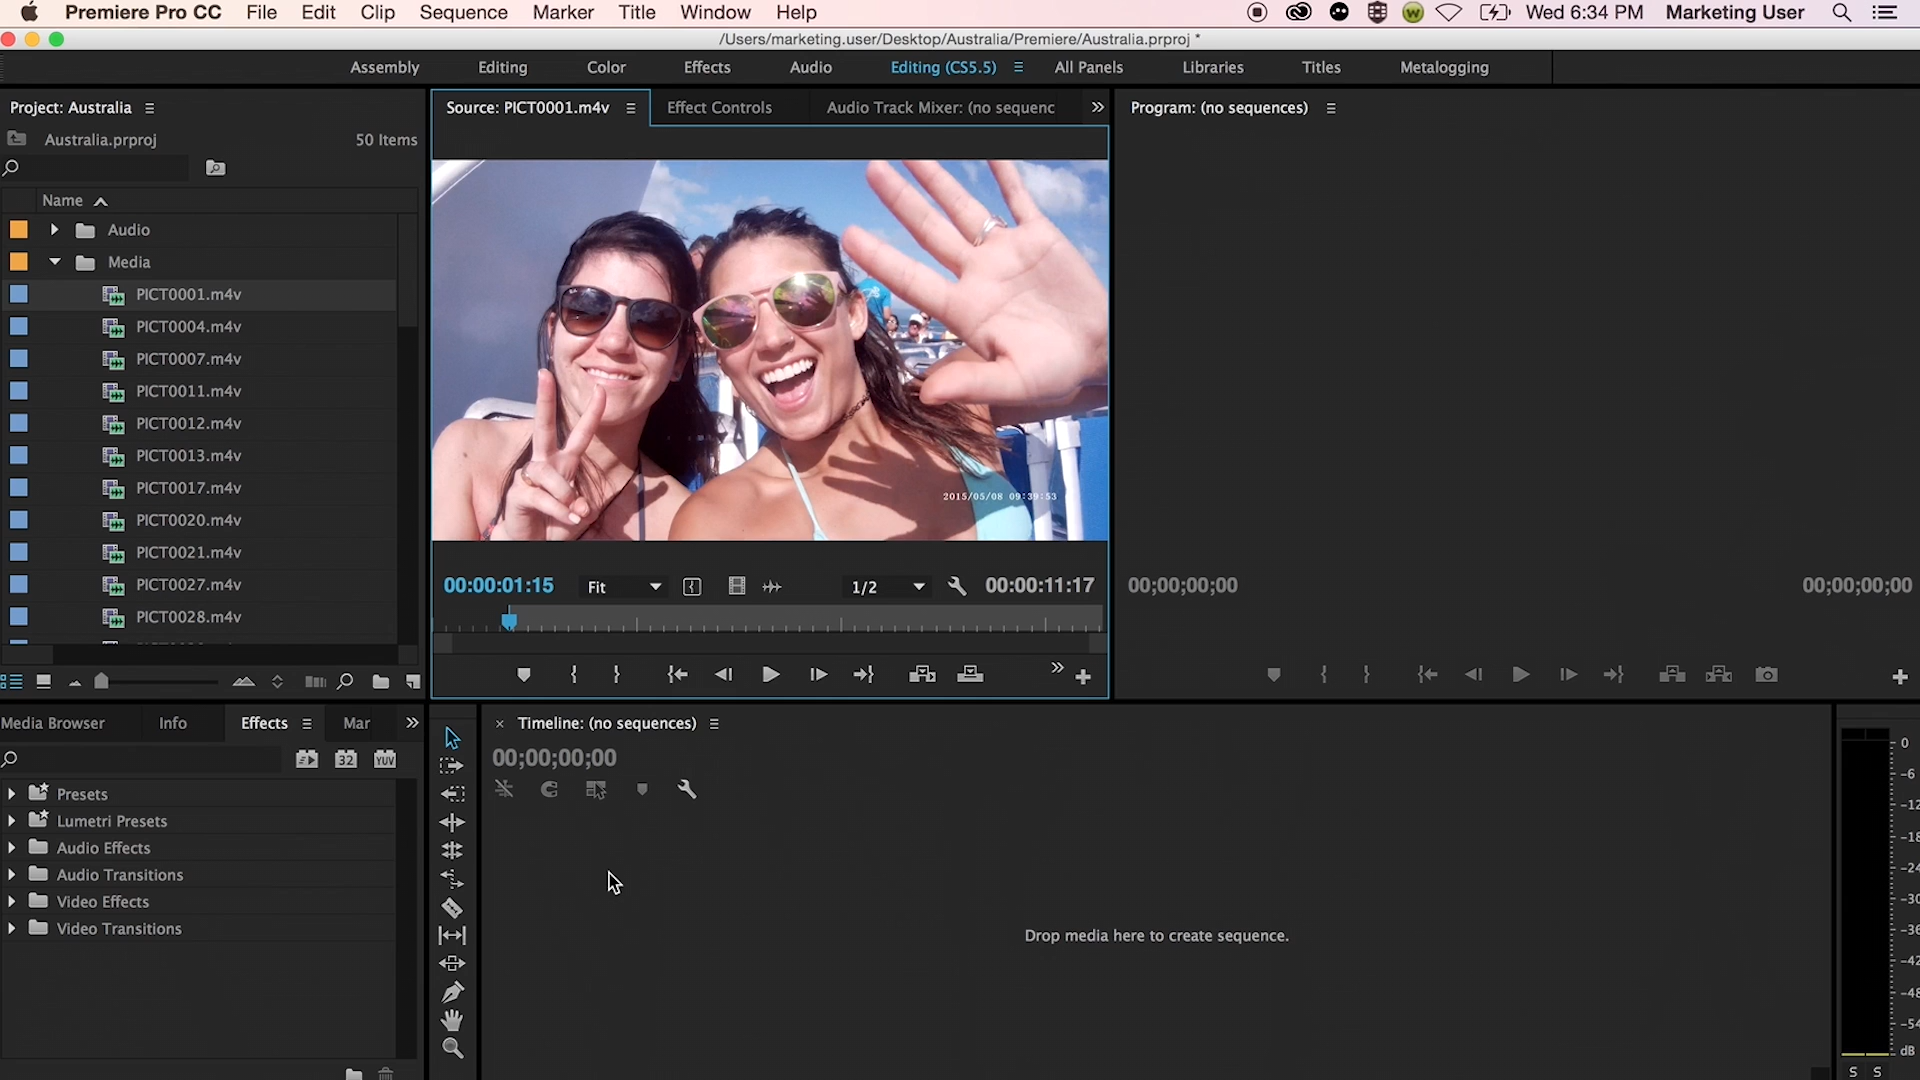 Premiere Pro CC File Edit Clip Sequence Marker Title Window Help Wed 6:34 PM Marketing User
/Users/marketing.user/Desktop/Australia/Premiere/Australia.prproj *
Assembly Editing Color Effects Audio Editing (CS5.5) All Panels Libraries Titles Metalogging
Project: Australia
Australia.prproj 50 Items
Name
Audio
Media
PICT0001.m4v
PICT0004.m4v
PICT0007.m4v
PICT0011.m4v
PICT0012.m4v
PICT0013.m4v
PICT0017.m4v
PICT0020.m4v
PICT0021.m4v
PICT0027.m4v
PICT0028.m4v
Source: PICT0001.m4v Effect Controls Audio Track Mixer: (no sequenc
2015/05/08 09:39:53
00:00:01:15 Fit 1/2 00:00:11:17
Program: (no sequences)
00;00;00;00 00;00;00;00
Media Browser Info Effects Mar
32 YUV
Presets
Lumetri Presets
Audio Effects
Audio Transitions
Video Effects
Video Transitions
Timeline: (no sequences)
00;00;00;00
Drop media here to create sequence.
0
-6
-12
-18
-24
-30
-36
-42
-48
-54
dB
S S